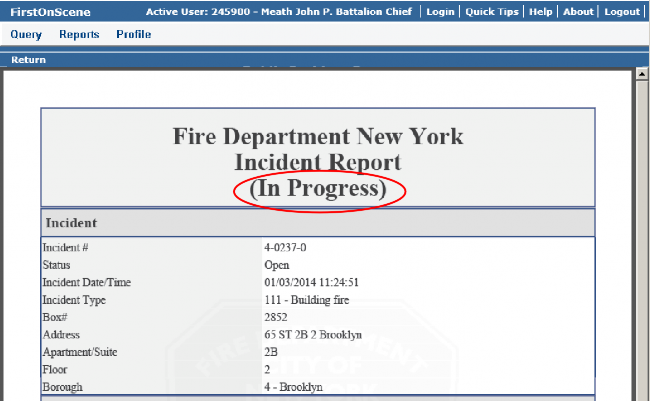 FirstOnScene Active User: 245900 - Meath John P. Battalion Chief | Login | Quick Tips | Help | About | Logout |
Query Reports Profile
Return
Fire Department New York
Incident Report
(In Progress)
Incident
Incident # 4-0237-0
Status Open
Incident Date/Time 01/03/2014 11:24:51
Incident Type 111 - Building fire
Box# 2852
Address 65 ST 2B 2 Brooklyn
Apartment/Suite 2B
Floor 2
Borough 4 - Brooklyn
FIRE
CITY OF